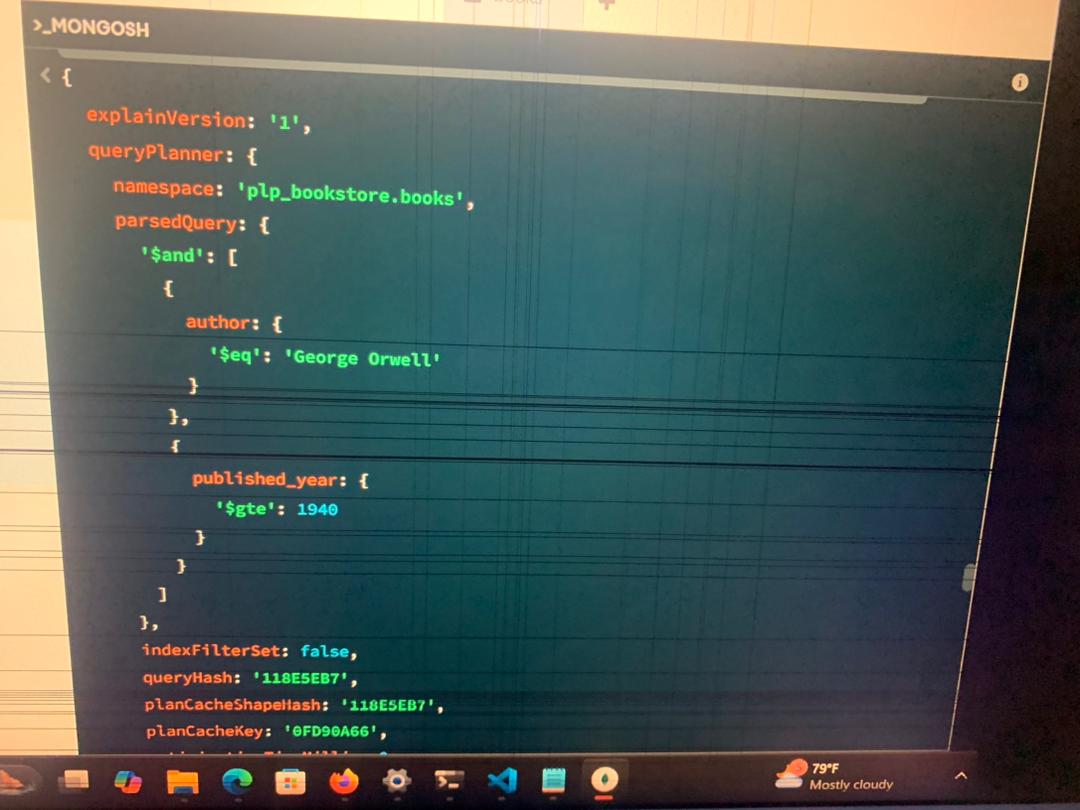 >_MONGOSH
{
explainVersion: '1',
queryPlanner: {
namespace: 'plp_bookstore.books',
parsedQuery: {
'$and': [
{
author: {
'$eq': 'George Orwell'
}
},
{
published_year: {
'$gte': 1940
}
}
]
},
indexFilterSet: false,
queryHash: '118E5EB7',
planCacheShapeHash: '118E5EB7',
planCacheKey: '0FD90A66',
79°F
Mostly cloudy